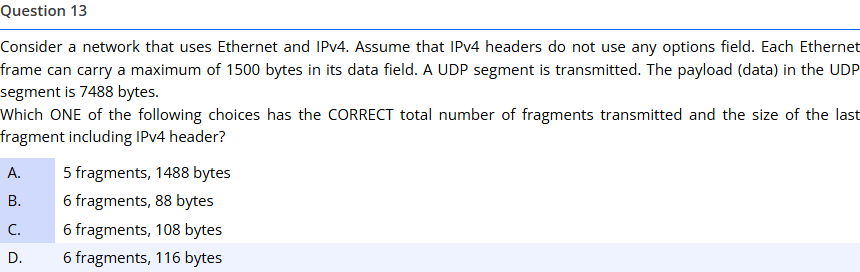 Question 13
Consider a network that uses Ethernet and IPv4. Assume that IPv4 headers do not use any options field. Each Ethernet
frame can carry a maximum of 1500 bytes in its data field. A UDP segment is transmitted. The payload (data) in the UDP
segment is 7488 bytes.
Which ONE of the following choices has the CORRECT total number of fragments transmitted and the size of the last
fragment including IPv4 header?
A. 5 fragments, 1488 bytes
B. 6 fragments, 88 bytes
C. 6 fragments, 108 bytes
D. 6 fragments, 116 bytes